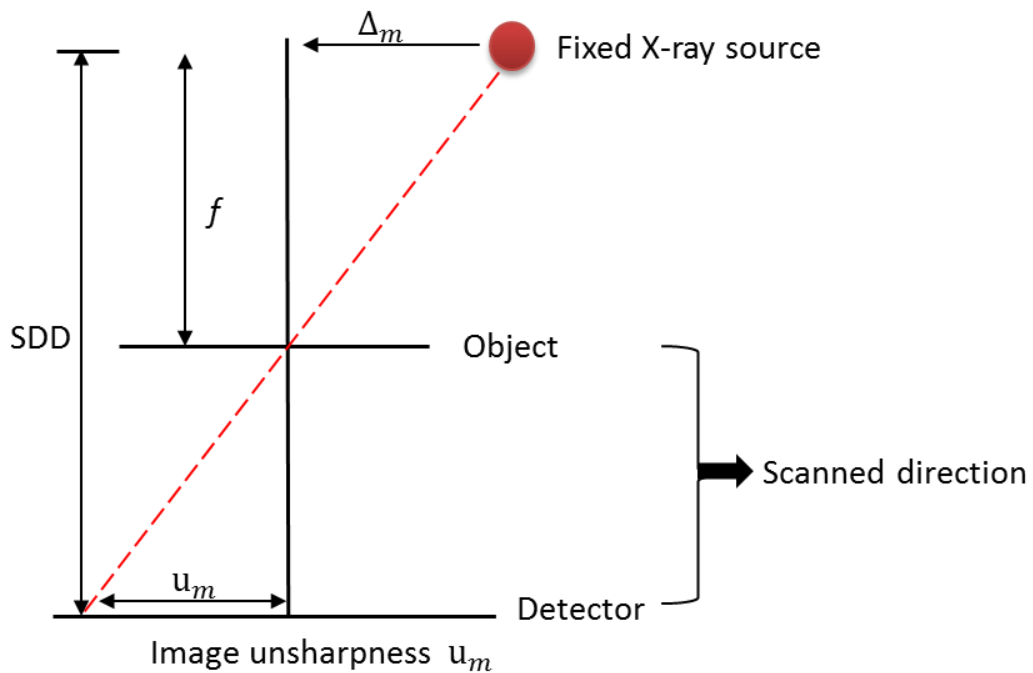 Δₘ
Fixed X-ray source
f
SDD
Object
Scanned direction
uₘ
Detector
Image unsharpness uₘ